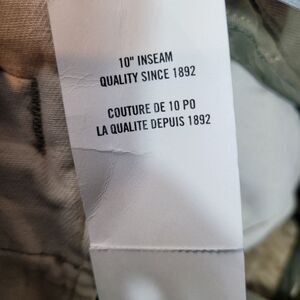 10" INSEAM
QUALITY SINCE 1892
COUTURE DE 10 PO
LA QUALITE DEPUIS 1892